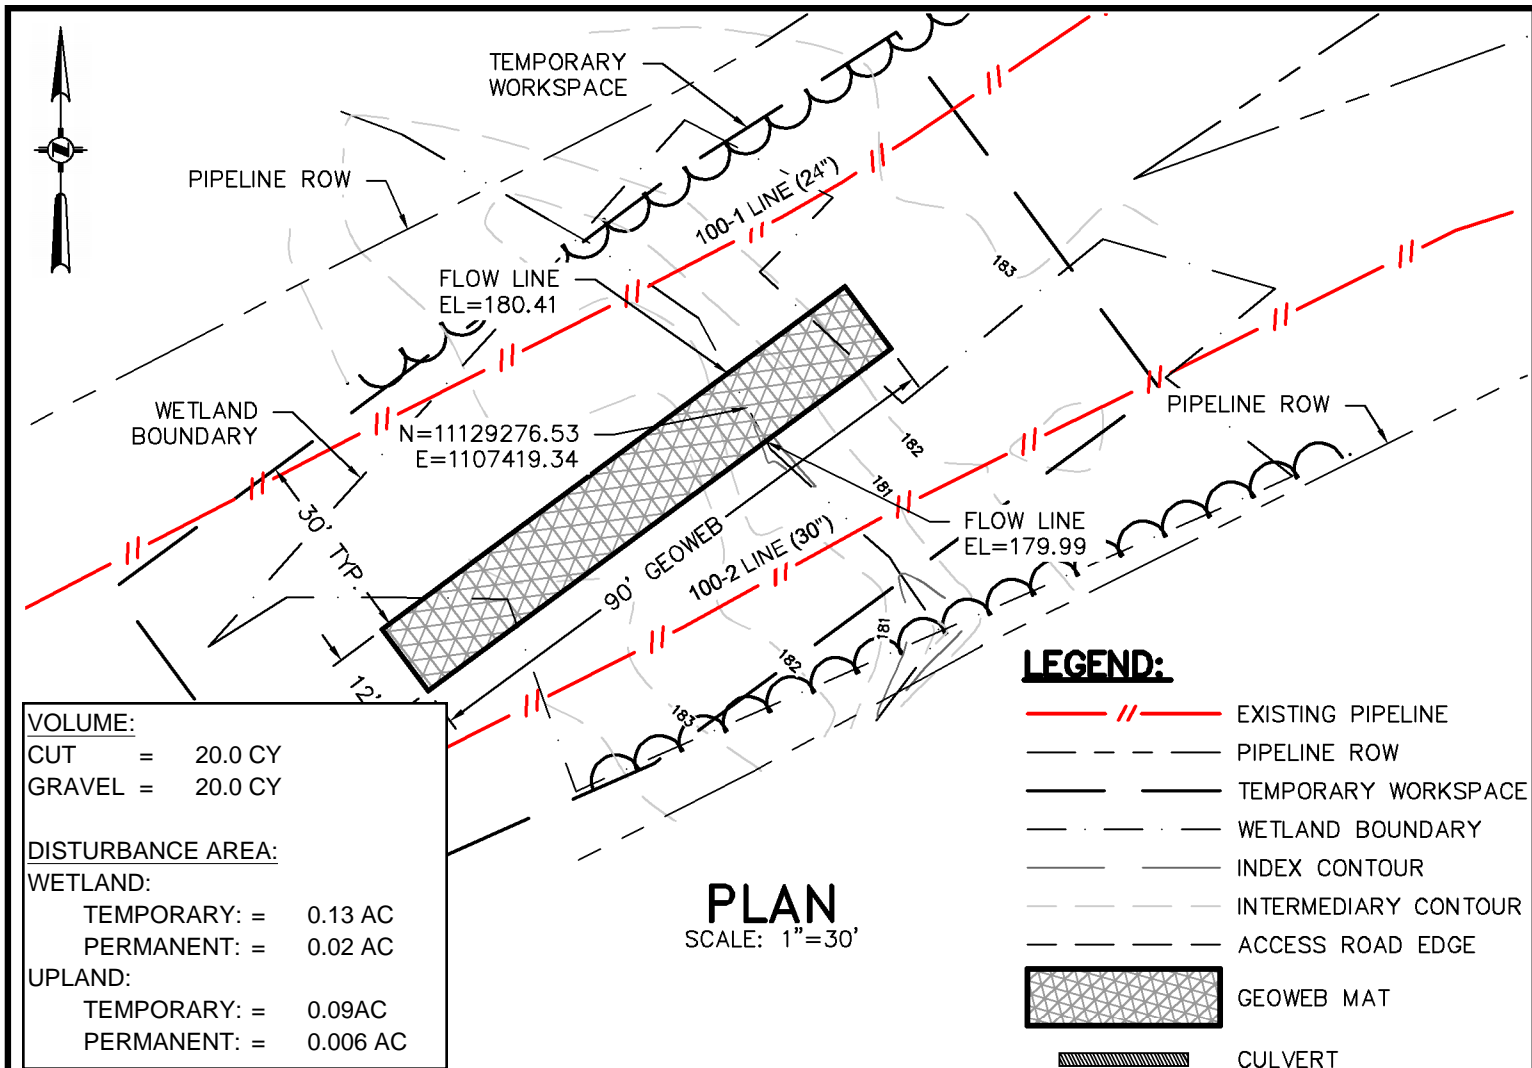 TEMPORARY
WORKSPACE
PIPELINE ROW
100-1 LINE (24")
183
FLOW LINE
EL=180.41
WETLAND
BOUNDARY
N=11129276.53
E=1107419.34
PIPELINE ROW
182
181
30' TYP.
FLOW LINE
EL=179.99
90' GEOWEB
100-2 LINE (30")
12'
181
182
183
VOLUME:
CUT = 20.0 CY
GRAVEL = 20.0 CY
DISTURBANCE AREA:
WETLAND:
TEMPORARY: = 0.13 AC
PERMANENT: = 0.02 AC
UPLAND:
TEMPORARY: = 0.09AC
PERMANENT: = 0.006 AC
PLAN
SCALE: 1"=30'
LEGEND:
EXISTING PIPELINE
PIPELINE ROW
TEMPORARY WORKSPACE
WETLAND BOUNDARY
INDEX CONTOUR
INTERMEDIARY CONTOUR
ACCESS ROAD EDGE
GEOWEB MAT
CULVERT